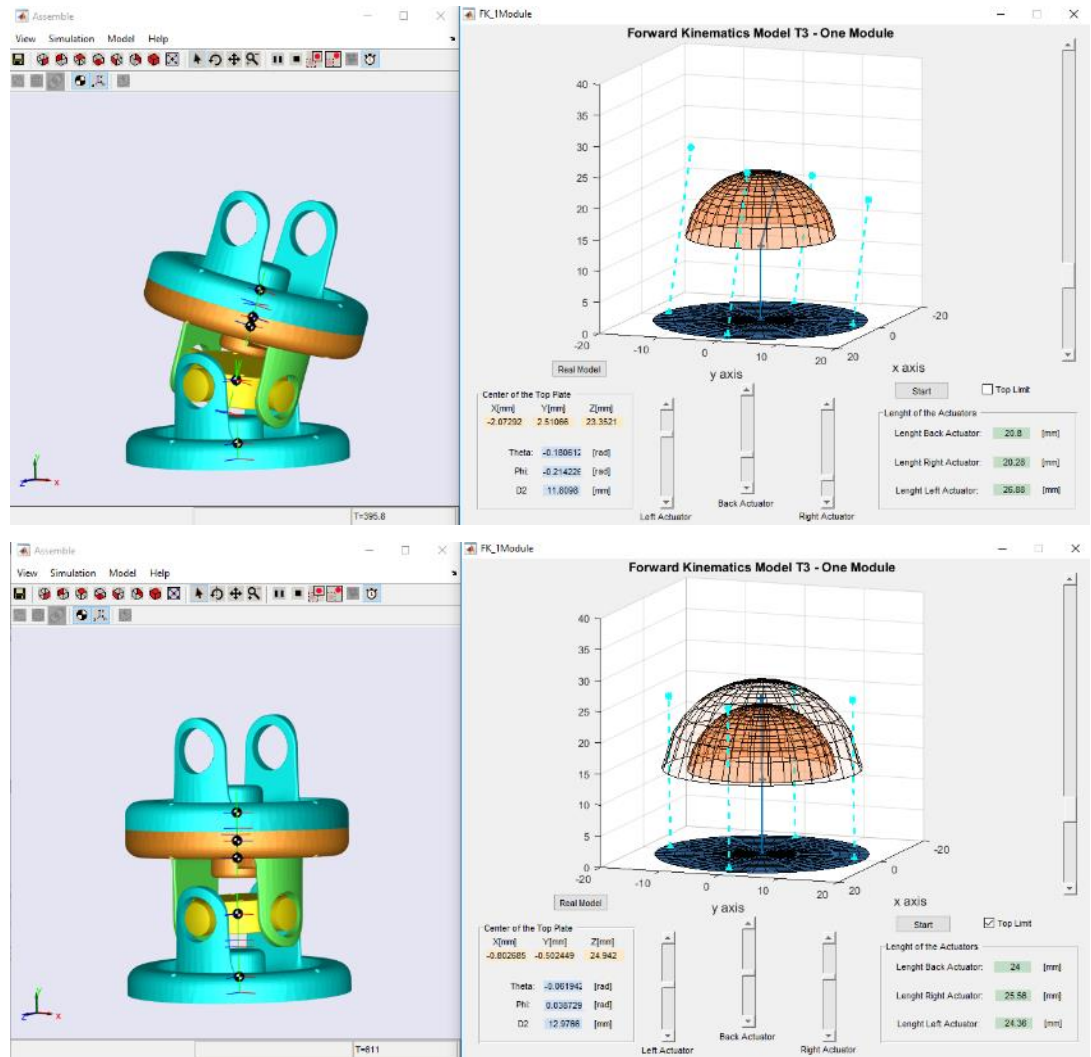 Assemble
View Simulation Model Help
T=395.8
FK_1Module
Forward Kinematics Model T3 - One Module
40
35
30
25
20
15
10
5
0
-20
-10
0
10
20
20
0
-20
y axis
x axis
Real Model
Start
Top Limit
Center of the Top Plate
X[mm] Y[mm] Z[mm]
-2.07292 2.51066 23.3521
Theta: -0.180612 [rad]
Phi: -0.214226 [rad]
D2 11.8098 [mm]
Left Actuator
Back Actuator
Right Actuator
Lenght of the Actuators
Lenght Back Actuator: 20.8 [mm]
Lenght Right Actuator: 20.28 [mm]
Lenght Left Actuator: 26.88 [mm]
Assemble
View Simulation Model Help
T=611
FK_1Module
Forward Kinematics Model T3 - One Module
40
35
30
25
20
15
10
5
0
-20
-10
0
10
20
20
0
-20
y axis
x axis
Real Model
Start
Top Limit
Center of the Top Plate
X[mm] Y[mm] Z[mm]
-0.802685 -0.502449 24.942
Theta: -0.061942 [rad]
Phi: 0.038729 [rad]
D2 12.9786 [mm]
Left Actuator
Back Actuator
Right Actuator
Lenght of the Actuators
Lenght Back Actuator: 24 [mm]
Lenght Right Actuator: 25.56 [mm]
Lenght Left Actuator: 24.36 [mm]